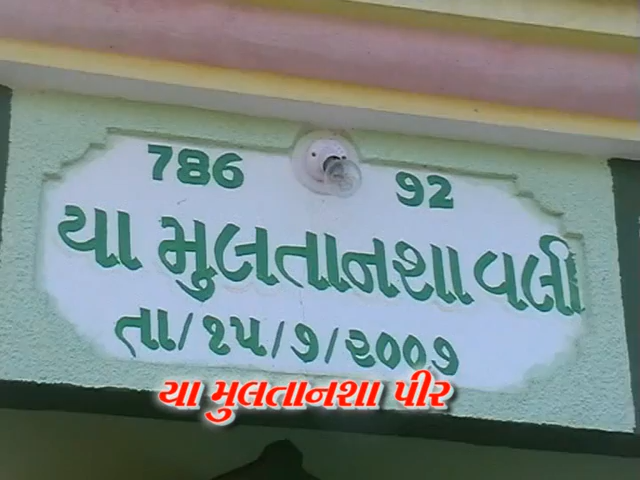 786 92
યા મુલતાનશા વલી
તા/૧૫/૭/૨૦૦૭
યા મુલતાનશા પીર